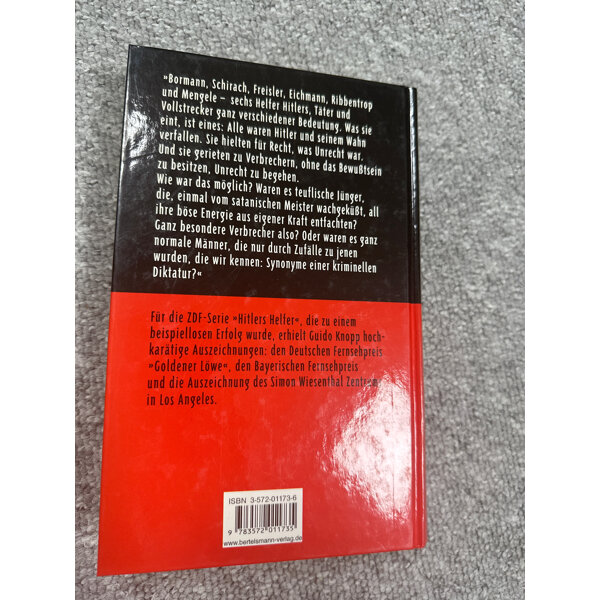 »Bormann, Schirach, Freisler, Eichmann, Ribbentrop
und Mengele – sechs Helfer Hitlers, Täter und
Vollstrecker ganz verschiedener Bedeutung. Was sie
eint, ist eines: Alle waren Hitler und seinem Wahn
verfallen. Sie hielten für Recht, was Unrecht war.
Und sie gerieten zu Verbrechern, ohne das Bewußtsein
zu besitzen, Unrecht zu begehen.
Wie war das möglich? Waren es teuflische Jünger,
die, einmal vom satanischen Meister wachgeküßt, all
ihre böse Energie aus eigener Kraft entfachten?
Ganz besondere Verbrecher also? Oder waren es ganz
normale Männer, die nur durch Zufälle zu jenen
wurden, die wir kennen: Synonyme einer kriminellen
Diktatur?«
Für die ZDF-Serie »Hitlers Helfer«, die zu einem
beispiellosen Erfolg wurde, erhielt Guido Knopp hoch-
karätige Auszeichnungen: den Deutschen Fernsehpreis
»Goldener Löwe«, den Bayerischen Fernsehpreis
und die Auszeichnung des Simon Wiesenthal Zentrums
in Los Angeles.
ISBN 3-572-01173-6
9 783572 011735
www.bertelsmann-verlag.de